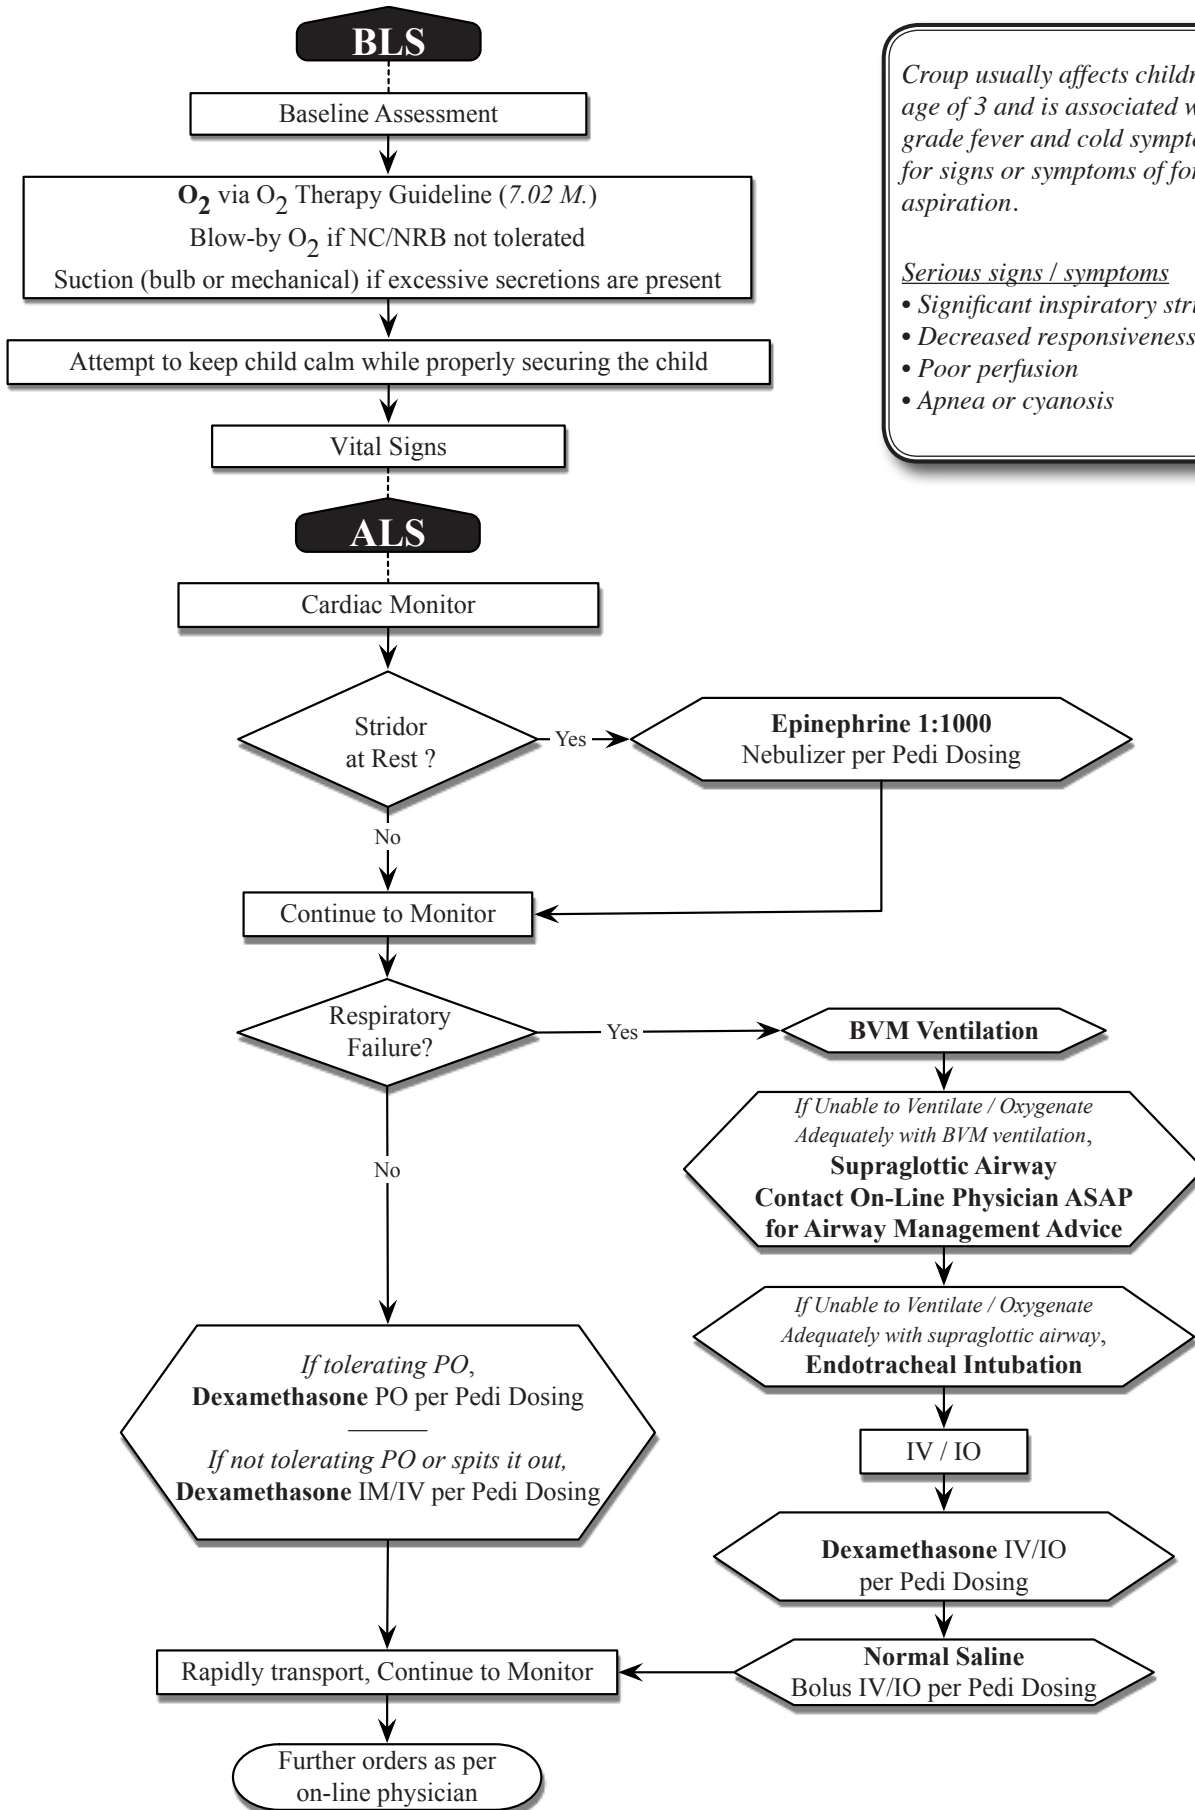 BLS
Baseline Assessment
O2 via O2 Therapy Guideline (7.02 M.)
Blow-by O2 if NC/NRB not tolerated
Suction (bulb or mechanical) if excessive secretions are present
Attempt to keep child calm while properly securing the child
Vital Signs
Croup usually affects
age of 3 and is associated
grade fever and cold
for signs or symptoms of
aspiration.
Serious signs / symptoms
• Significant inspiratory
• Decreased responsiveness
• Poor perfusion
• Apnea or cyanosis
ALS
Cardiac Monitor
Stridor
at Rest ?
Yes
Epinephrine 1:1000
Nebulizer per Pedi Dosing
No
Continue to Monitor
Respiratory
Failure?
Yes
BVM Ventilation
If Unable to Ventilate / Oxygenate
Adequately with BVM ventilation,
Supraglottic Airway
Contact On-Line Physician ASAP
for Airway Management Advice
No
If Unable to Ventilate / Oxygenate
Adequately with supraglottic airway,
Endotracheal Intubation
If tolerating PO,
Dexamethasone PO per Pedi Dosing
If not tolerating PO or spits it out,
Dexamethasone IM/IV per Pedi Dosing
IV / IO
Dexamethasone IV/IO
per Pedi Dosing
Normal Saline
Bolus IV/IO per Pedi Dosing
Rapidly transport, Continue to Monitor
Further orders as per
on-line physician